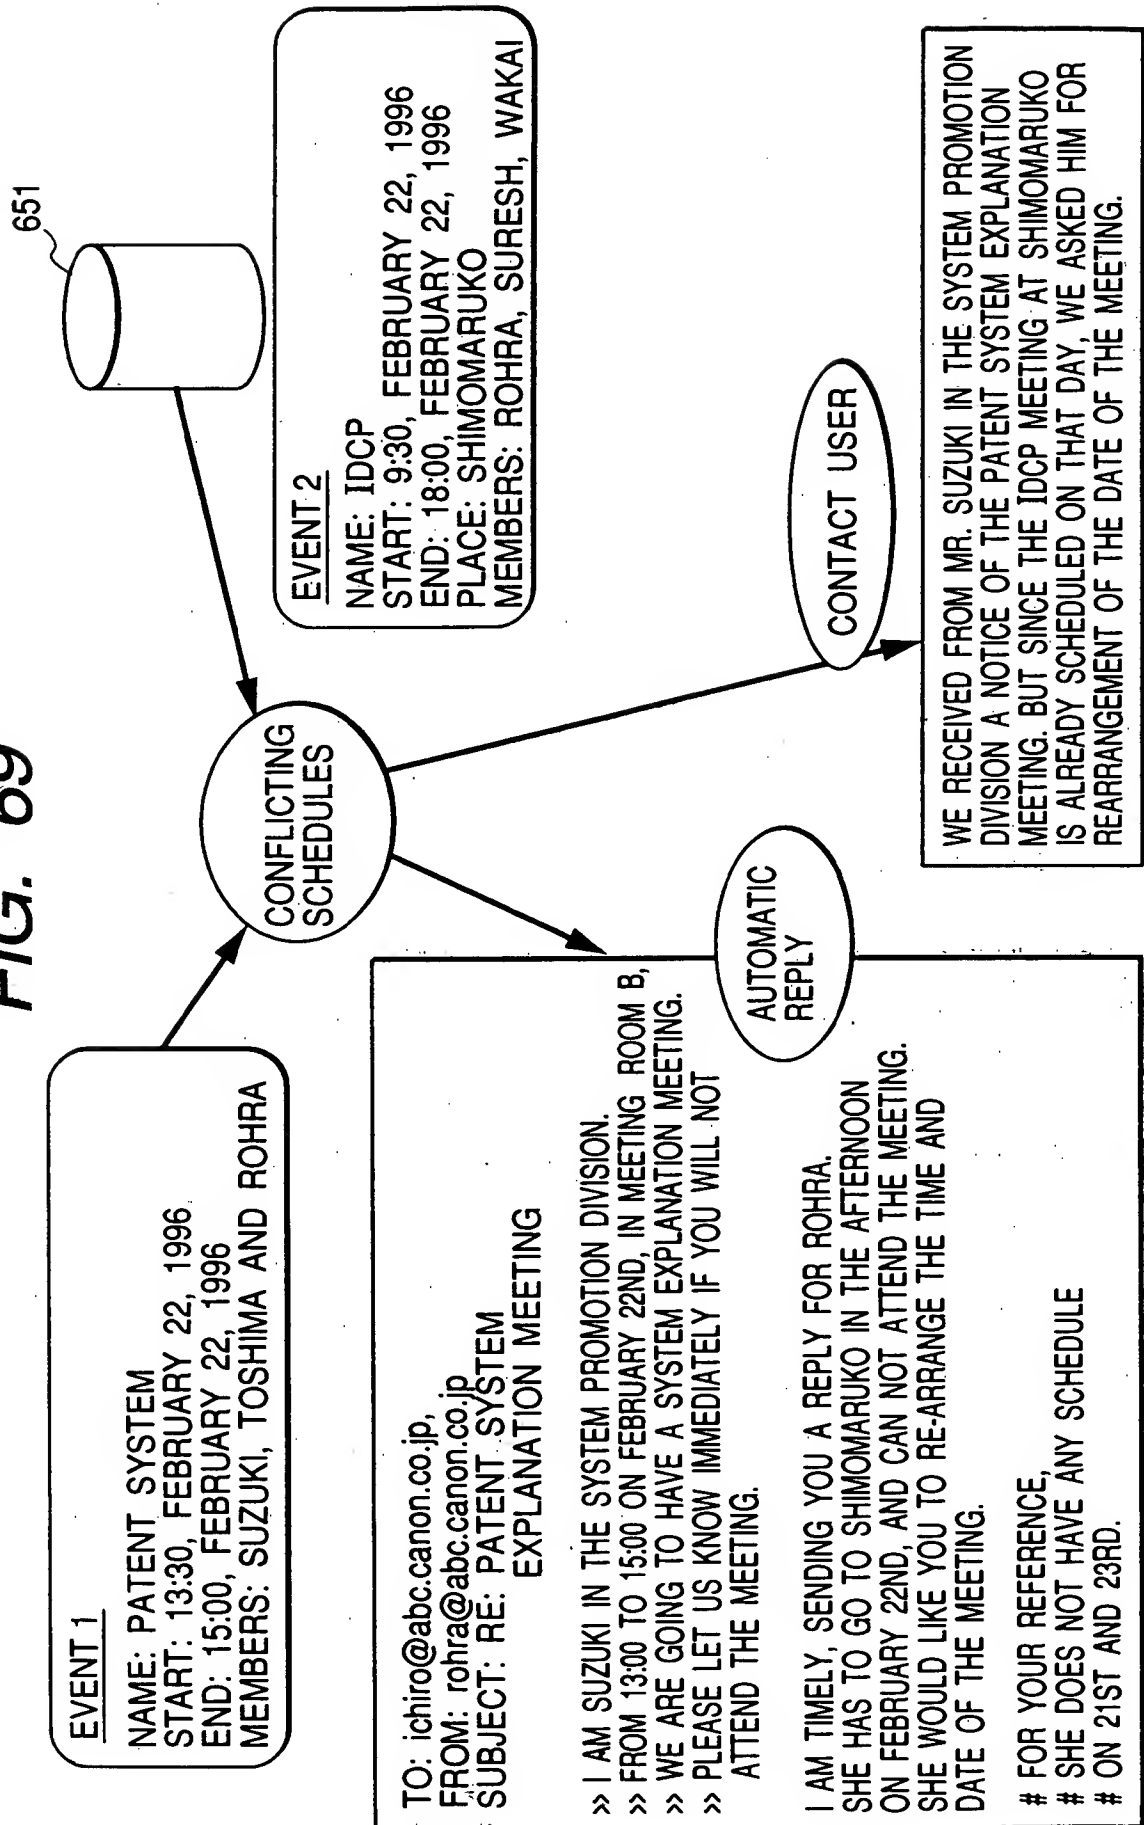 FIG. 69
EVENT 1
NAME: PATENT SYSTEM
START: 13:30, FEBRUARY 22, 1996
END: 15:00, FEBRUARY 22, 1996
MEMBERS: SUZUKI, TOSHIMA AND ROHRA
651
CONFLICTING
SCHEDULES
EVENT 2
NAME: IDCP
START: 9:30, FEBRUARY 22, 1996
END: 18:00, FEBRUARY 22, 1996
PLACE: SHIMOMARUKO
MEMBERS: ROHRA, SURESH, WAKAI
TO: ichiro@abc.canon.co.jp,
FROM: rohra@abc.canon.co.jp
SUBJECT: RE: PATENT SYSTEM
EXPLANATION MEETING
>> I AM SUZUKI IN THE SYSTEM PROMOTION DIVISION.
>> FROM 13:00 TO 15:00 ON FEBRUARY 22ND, IN MEETING ROOM B,
>> WE ARE GOING TO HAVE A SYSTEM EXPLANATION MEETING.
>> PLEASE LET US KNOW IMMEDIATELY IF YOU WILL NOT
ATTEND THE MEETING.
I AM TIMELY, SENDING YOU A REPLY FOR ROHRA.
SHE HAS TO GO TO SHIMOMARUKO IN THE AFTERNOON
ON FEBRUARY 22ND, AND CAN NOT ATTEND THE MEETING.
SHE WOULD LIKE YOU TO RE-ARRANGE THE TIME AND
DATE OF THE MEETING.
# FOR YOUR REFERENCE,
# SHE DOES NOT HAVE ANY SCHEDULE
# ON 21ST AND 23RD.
AUTOMATIC
REPLY
CONTACT USER
WE RECEIVED FROM MR. SUZUKI IN THE SYSTEM PROMOTION
DIVISION A NOTICE OF THE PATENT SYSTEM EXPLANATION
MEETING. BUT SINCE THE IDCP MEETING AT SHIMOMARUKO
IS ALREADY SCHEDULED ON THAT DAY, WE ASKED HIM FOR
REARRANGEMENT OF THE DATE OF THE MEETING.